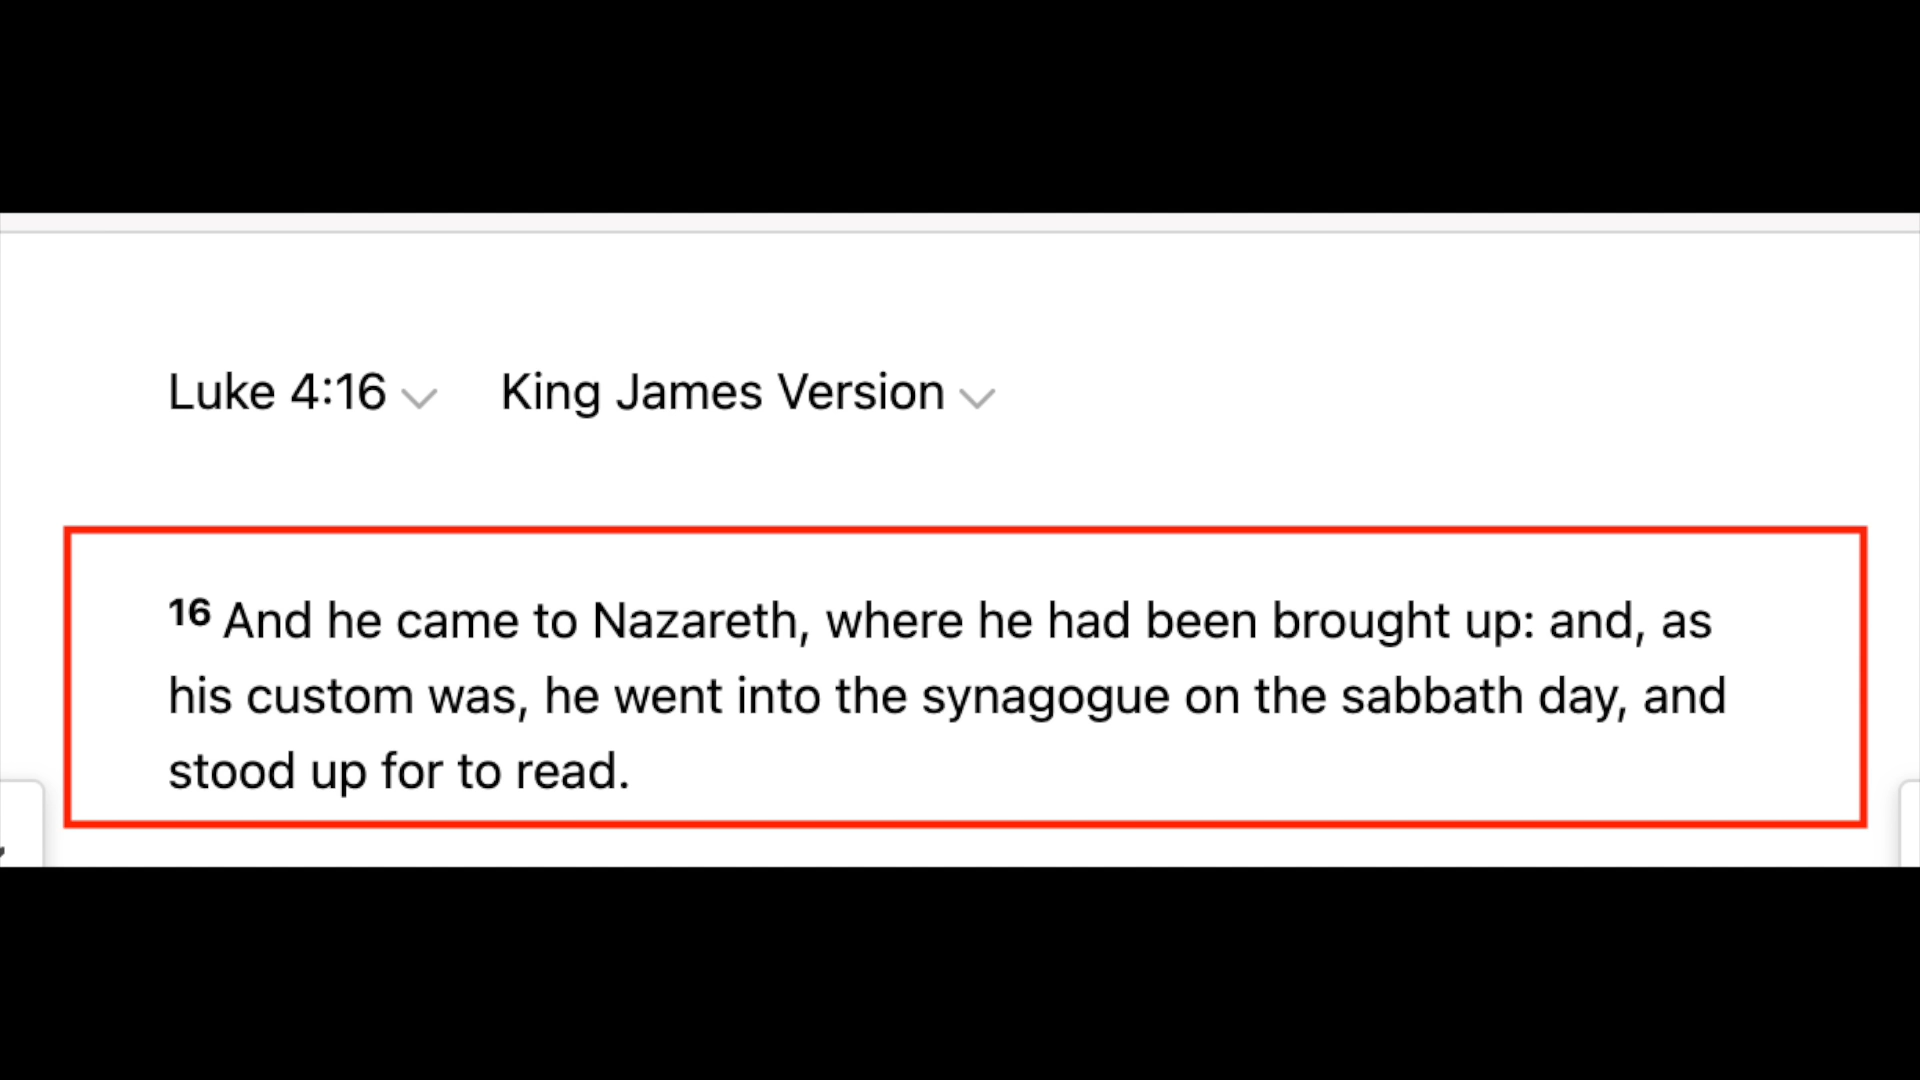 Luke 4:16 King James Version
16 And he came to Nazareth, where he had been brought up: and, as
his custom was, he went into the synagogue on the sabbath day, and
stood up for to read.